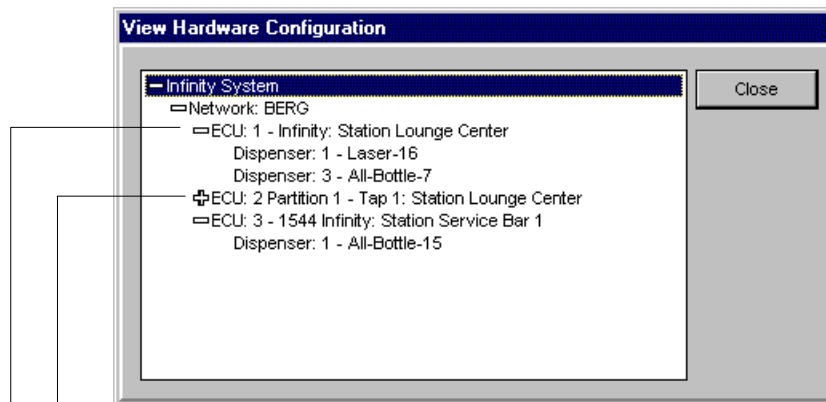 View Hardware Configuration
Infinity System
Close
Network: BERG
ECU: 1 - Infinity: Station Lounge Center
Dispenser: 1 - Laser-16
Dispenser: 3 - All-Bottle-7
ECU: 2 Partition 1 - Tap 1: Station Lounge Center
ECU: 3 - 1544 Infinity: Station Service Bar 1
Dispenser: 1 - All-Bottle-15